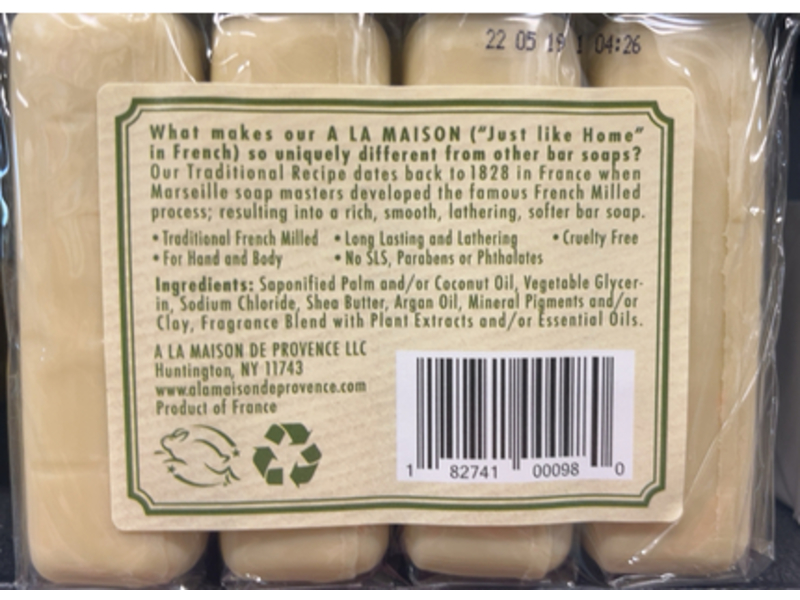 22 05 19 1 04:26
What makes our A LA MAISON ("Just like Home"
in French) so uniquely different from other bar soaps?
Our Traditional Recipe dates back to 1828 in France when
Marseille soap masters developed the famous French Milled
process; resulting into a rich, smooth, lathering, softer bar soap.
• Traditional French Milled • Long Lasting and Lathering • Cruelty Free
• For Hand and Body • No SLS, Parabens or Phthalates
Ingredients: Saponified Palm and/or Coconut Oil, Vegetable Glycer-
in, Sodium Chloride, Shea Butter, Argan Oil, Mineral Pigments and/or
Clay, Fragrance Blend with Plant Extracts and/or Essential Oils.
A LA MAISON DE PROVENCE LLC
Huntington, NY 11743
www.alamaisondeprovence.com
Product of France
1 82741 00098 0